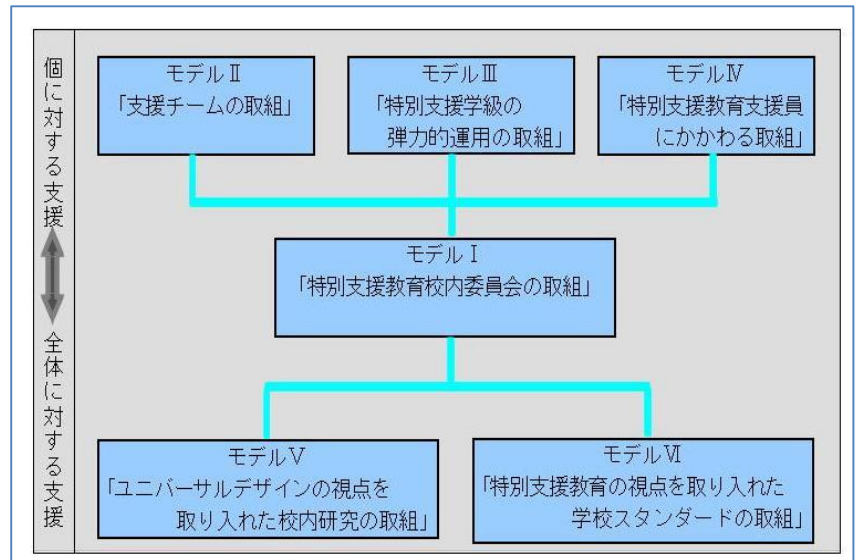 個に対する支援
モデルⅡ
「支援チームの取組」
モデルⅢ
「特別支援学級の
弾力的運用の取組」
モデルⅣ
「特別支援教育支援員
にかかわる取組」
モデルⅠ
「特別支援教育校内委員会の取組」
全体に対する支援
モデルⅤ
「ユニバーサルデザインの視点を
取り入れた校内研究の取組」
モデルⅥ
「特別支援教育の視点を取り入れた
学校スタンダードの取組」